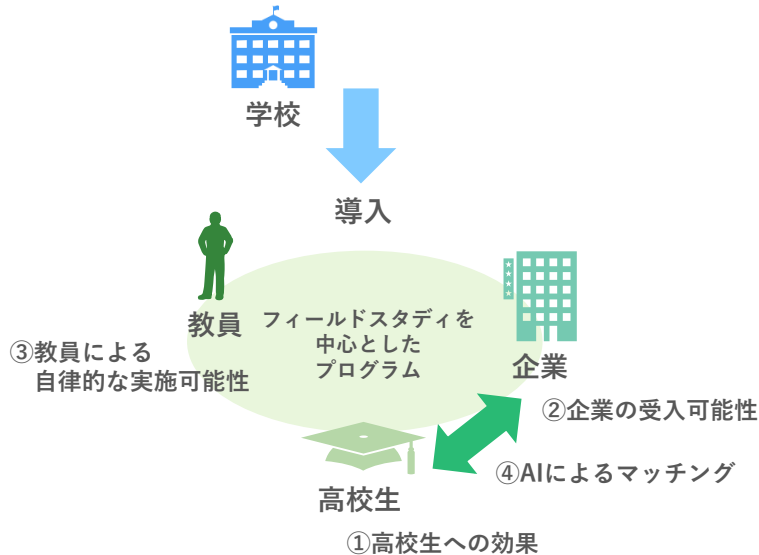 学校
導入
教員
フィールドスタディを
中心とした
プログラム
企業
③教員による
自律的な実施可能性
②企業の受入可能性
④AIによるマッチング
高校生
①高校生への効果